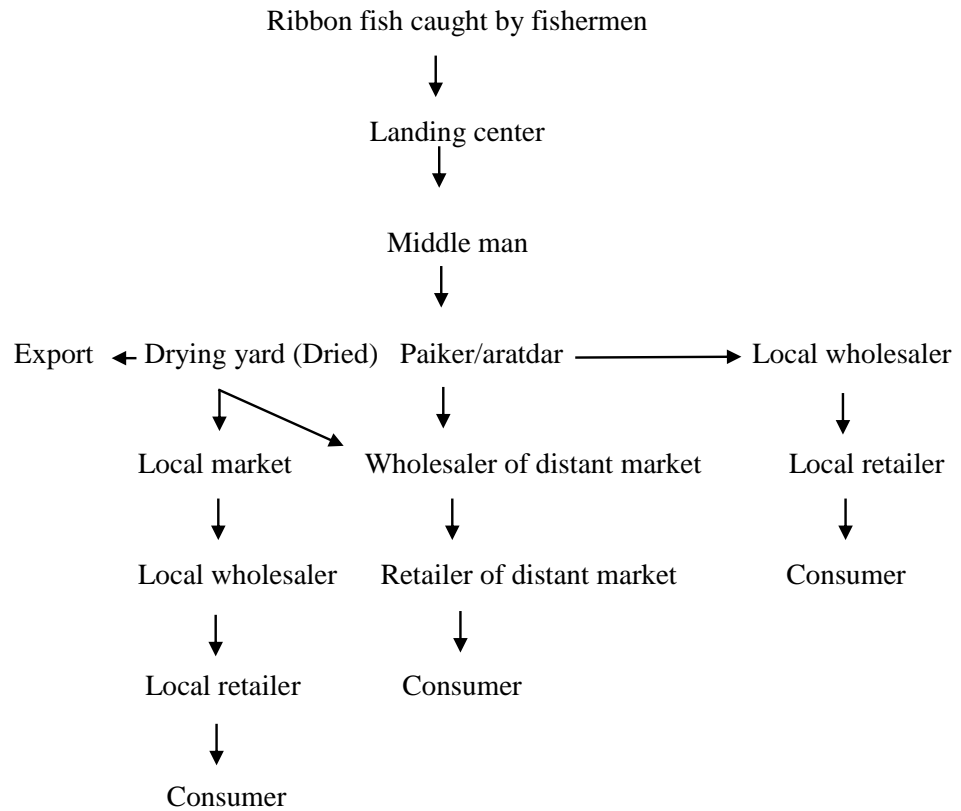 Ribbon fish caught by fishermen
Landing center
Middle man
Export Drying yard (Dried) Paiker/aratdar Local wholesaler
Local market Wholesaler of distant market Local retailer
Local wholesaler Retailer of distant market Consumer
Local retailer Consumer
Consumer